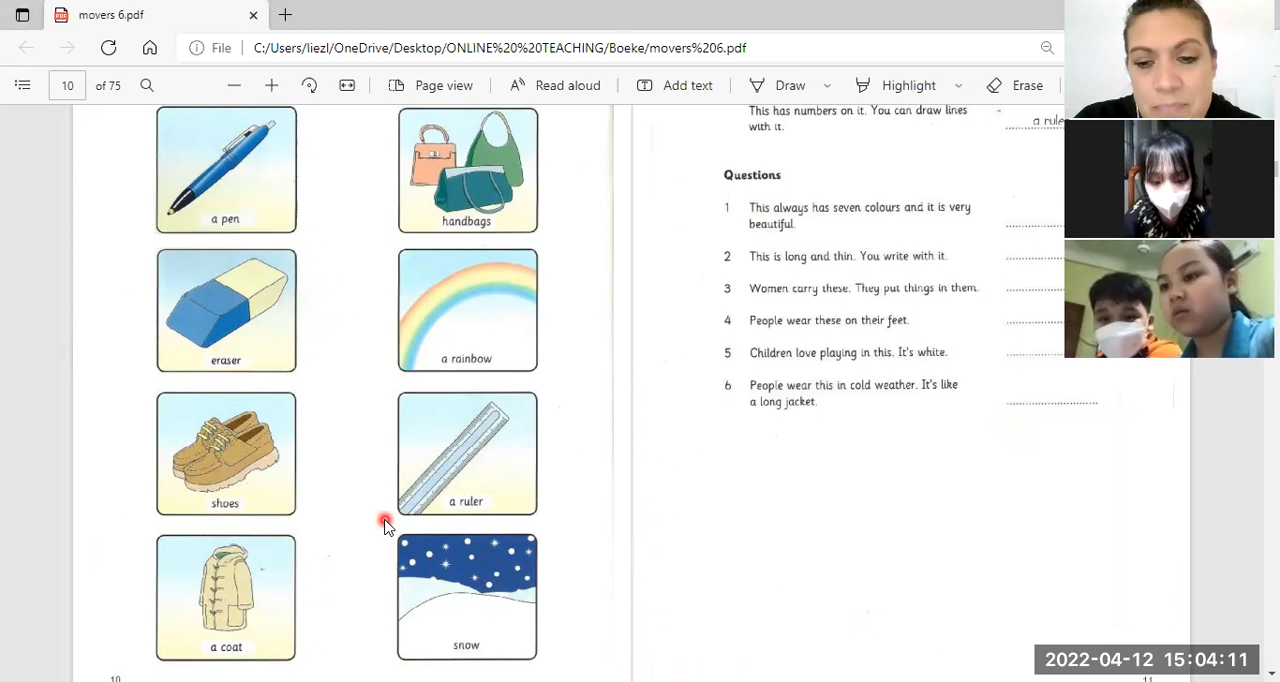 movers 6.pdf
File
C:/Users/liezl/OneDrive/Desktop/ONLINE%20%20TEACHING/Boeke/movers%206.pdf
10 of 75
Page view
Read aloud
Add text
Draw
Highlight
Erase
a pen
handbags
eraser
a rainbow
shoes
a ruler
a coat
snow
10
This has numbers on it. You can draw lines
with it.
a ruler
Questions
1 This always has seven colours and it is very
beautiful.
2 This is long and thin. You write with it.
3 Women carry these. They put things in them.
4 People wear these on their feet.
5 Children love playing in this. It's white.
6 People wear this in cold weather. It's like
a long jacket.
11
2022-04-12 15:04:11